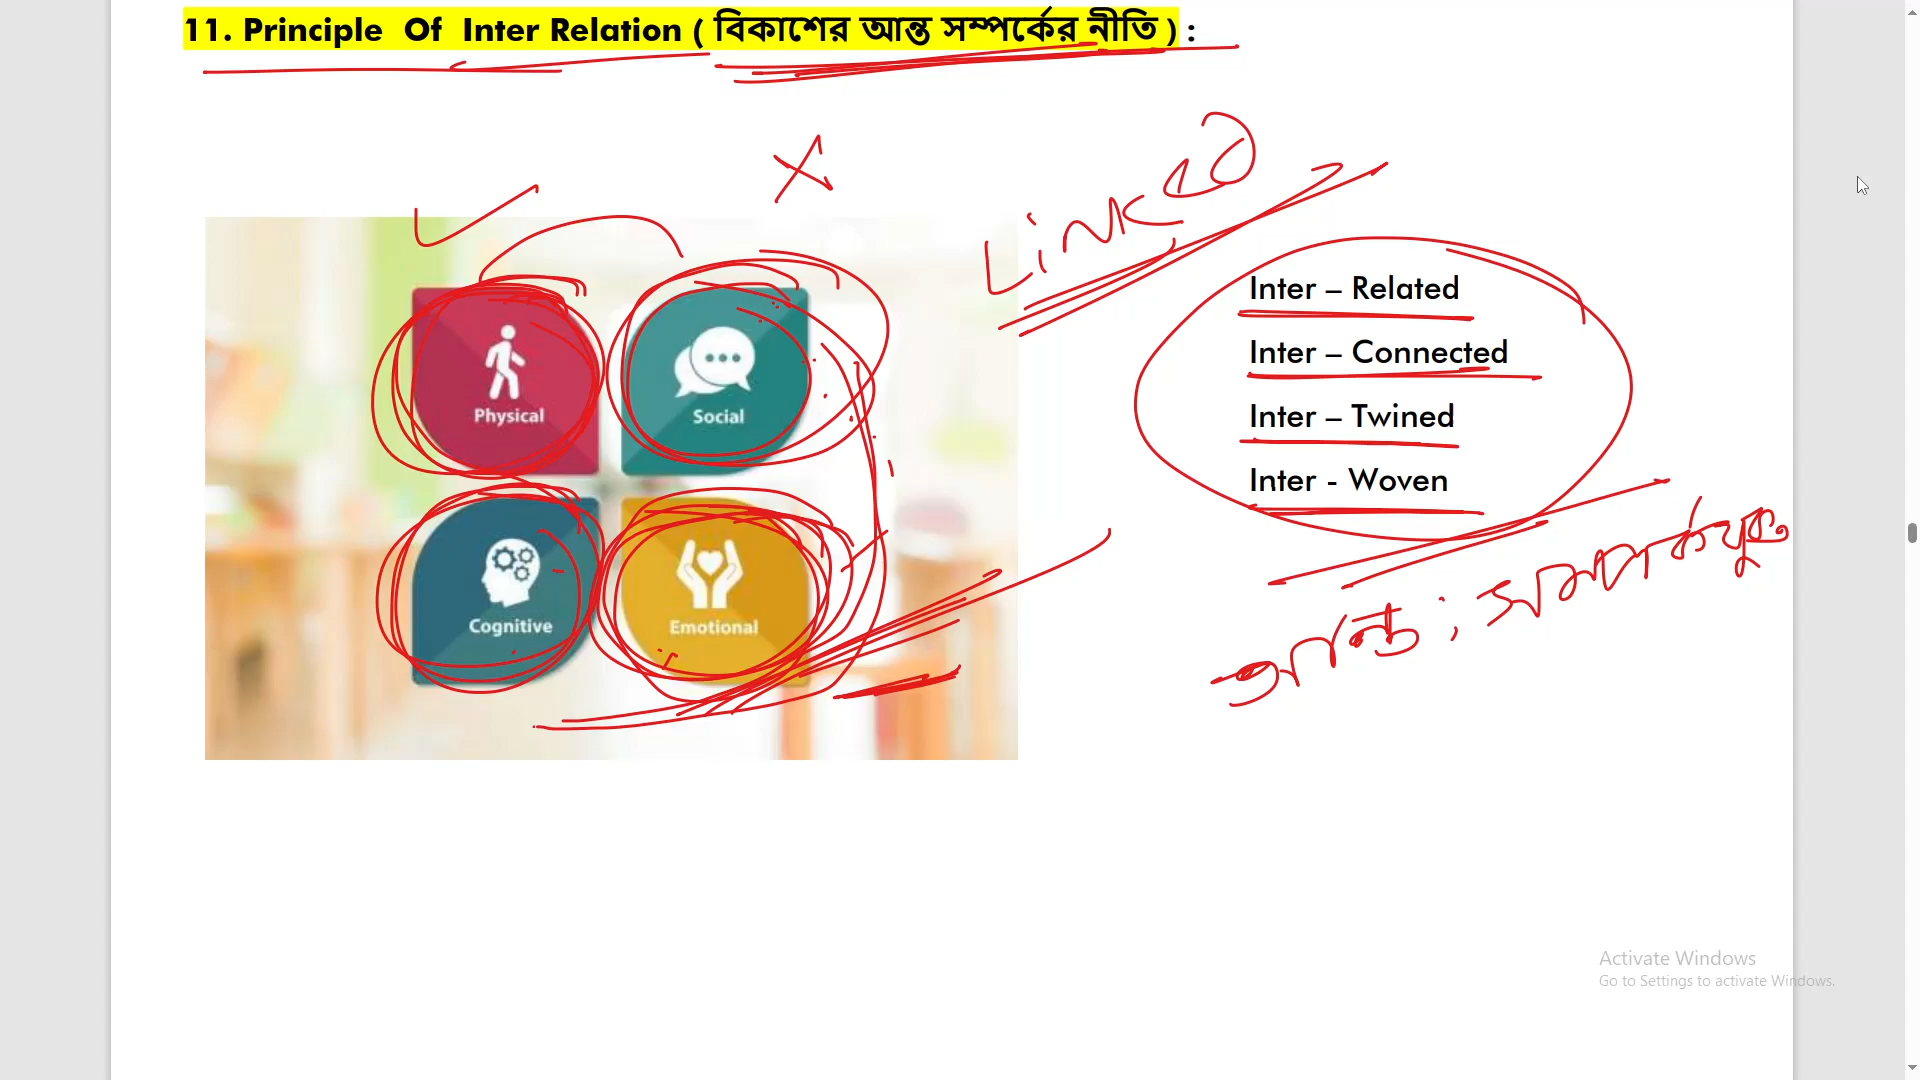 11. Principle Of Inter Relation ( বিকাশের আন্ত সম্পর্কের নীতি ) :
Linked
Inter – Related
Physical
Social
Inter – Connected
Inter – Twined
Inter - Woven
Cognitive
Emotional
Activate Windows
Go to Settings to activate Windows.